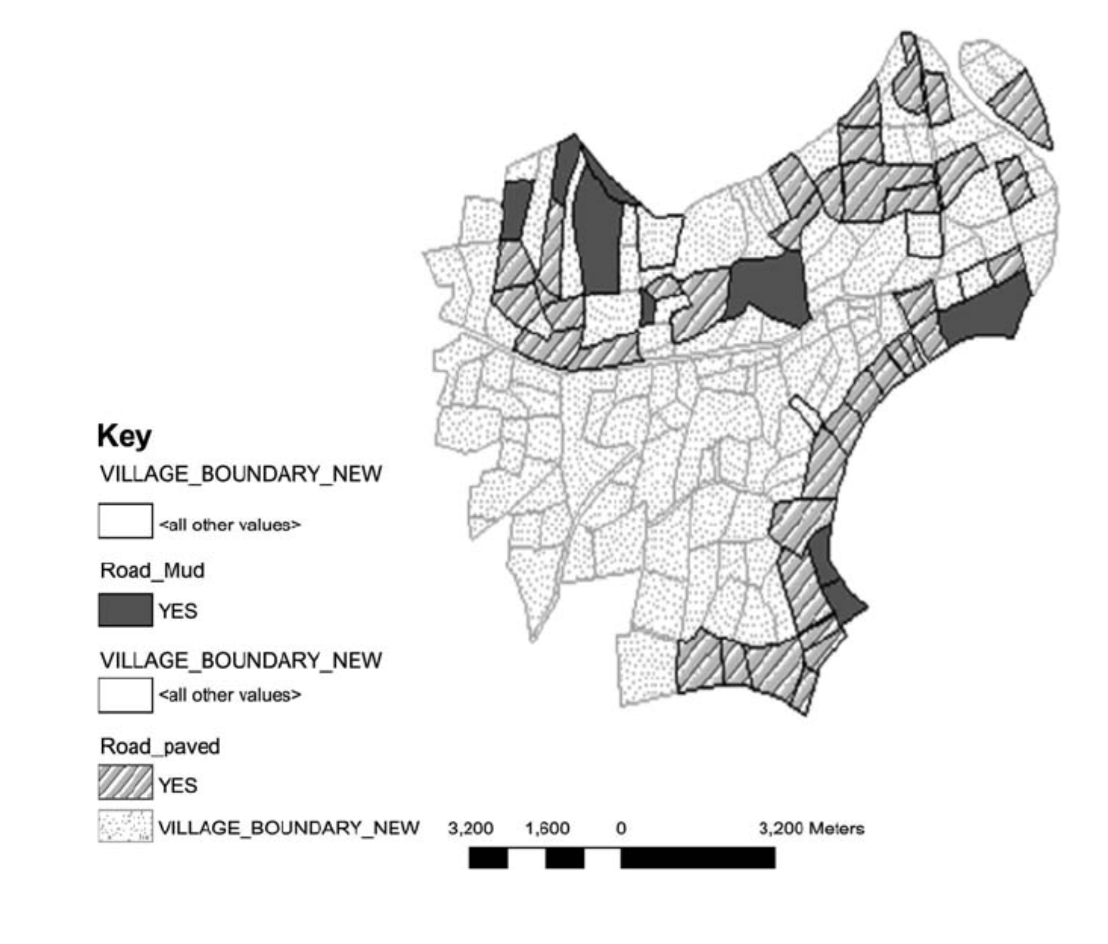 Key
VILLAGE_BOUNDARY_NEW
<all other values>
Road_Mud
YES
VILLAGE_BOUNDARY_NEW
<all other values>
Road_paved
YES
VILLAGE_BOUNDARY_NEW
3,200 1,600 0 3,200 Meters